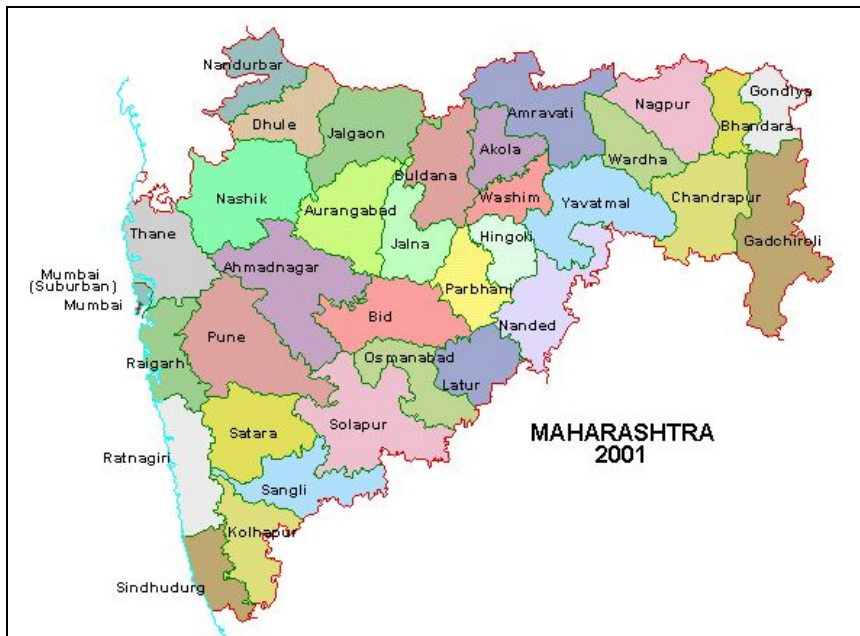 Nandurbar
Dhule
Jalgaon
Buldana
Akola
Amravati
Nagpur
Bhandara
Gondiya
Wardha
Washim
Yavatmal
Chandrapur
Gadchiroli
Nashik
Aurangabad
Jalna
Hingoli
Parbhani
Nanded
Thane
Ahmadnagar
Mumbai
(Suburban)
Mumbai
Bid
Pune
Raigarh
Osmanabad
Latur
Satara
Solapur
Ratnagiri
Sangli
Kolhapur
Sindhudurg
MAHARASHTRA
2001